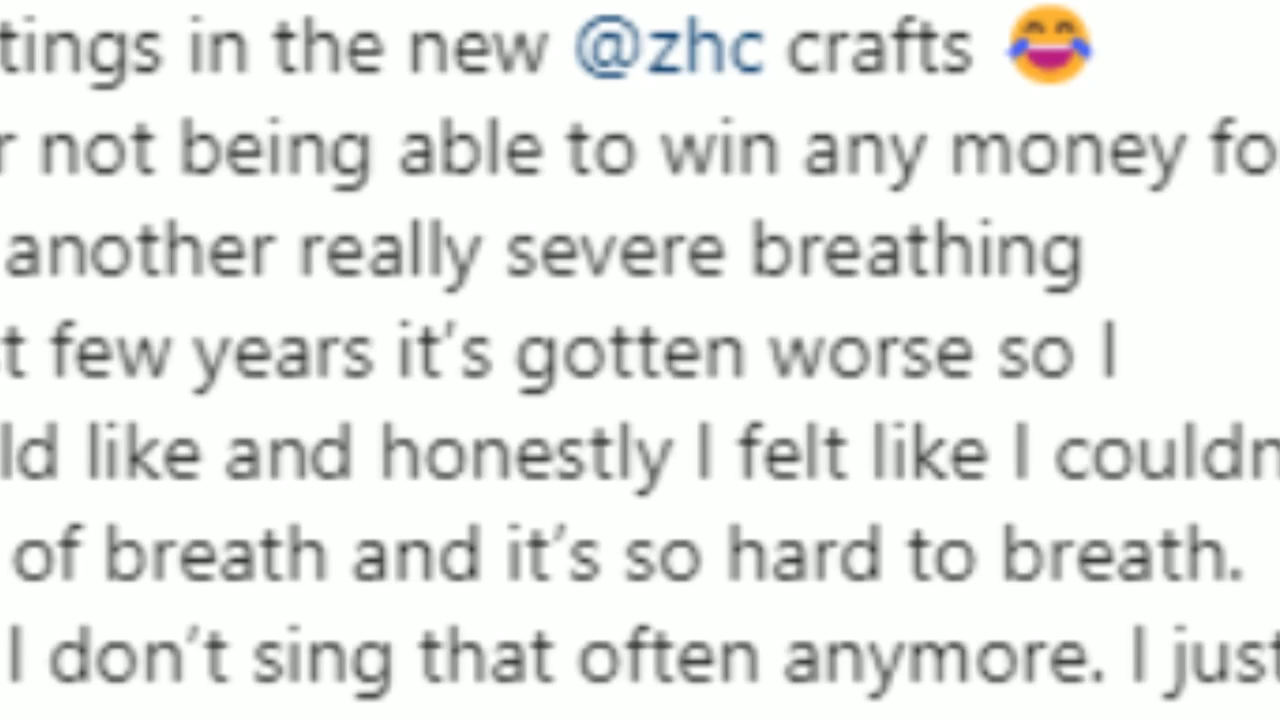 tings in the new @zhc crafts 😂
r not being able to win any money fo
another really severe breathing
t few years it’s gotten worse so I
ld like and honestly I felt like I couldn
of breath and it’s so hard to breath.
I don’t sing that often anymore. I just